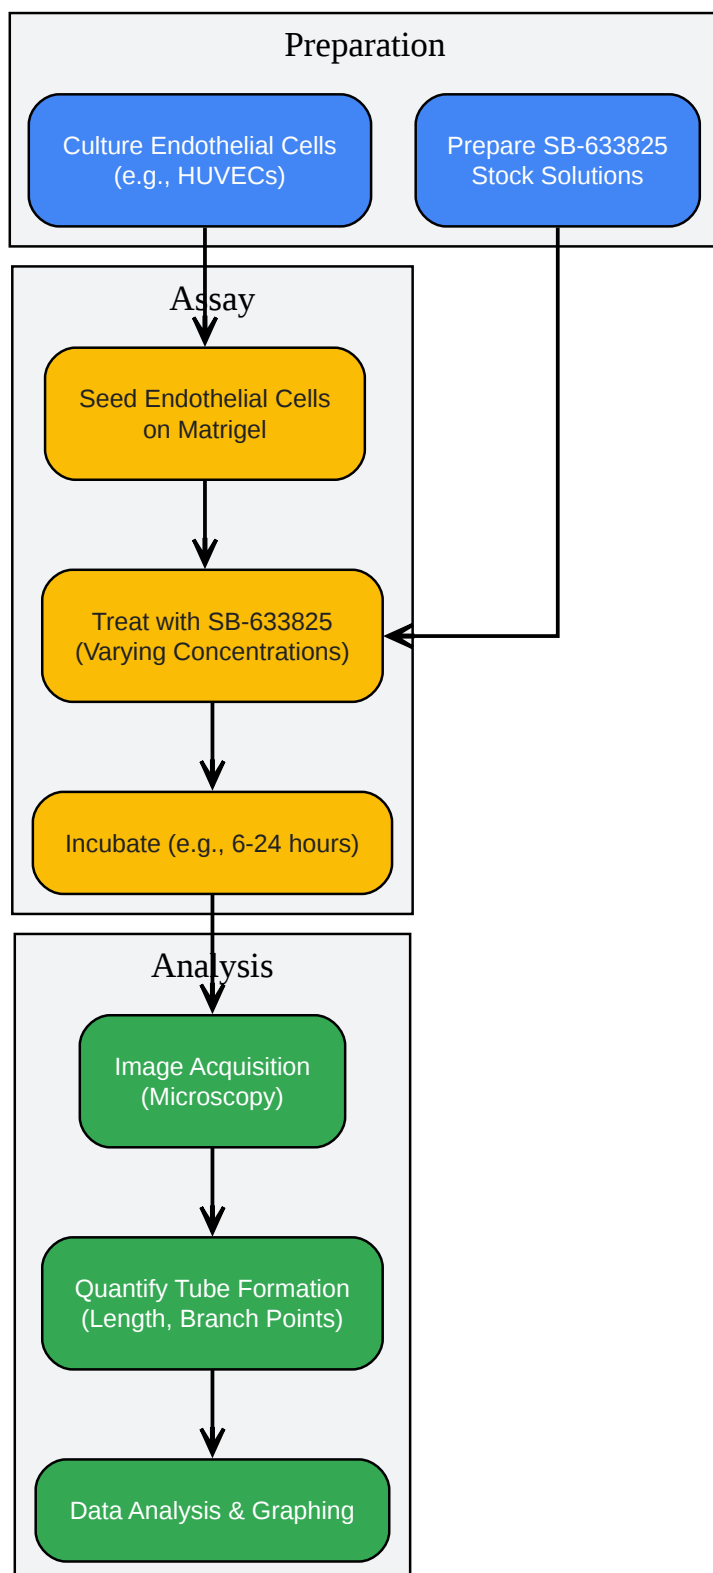 Preparation
Culture Endothelial Cells
(e.g., HUVECs)
Prepare SB-633825
Stock Solutions
Assay
Seed Endothelial Cells
on Matrigel
Treat with SB-633825
(Varying Concentrations)
Incubate (e.g., 6-24 hours)
Analysis
Image Acquisition
(Microscopy)
Quantify Tube Formation
(Length, Branch Points)
Data Analysis & Graphing